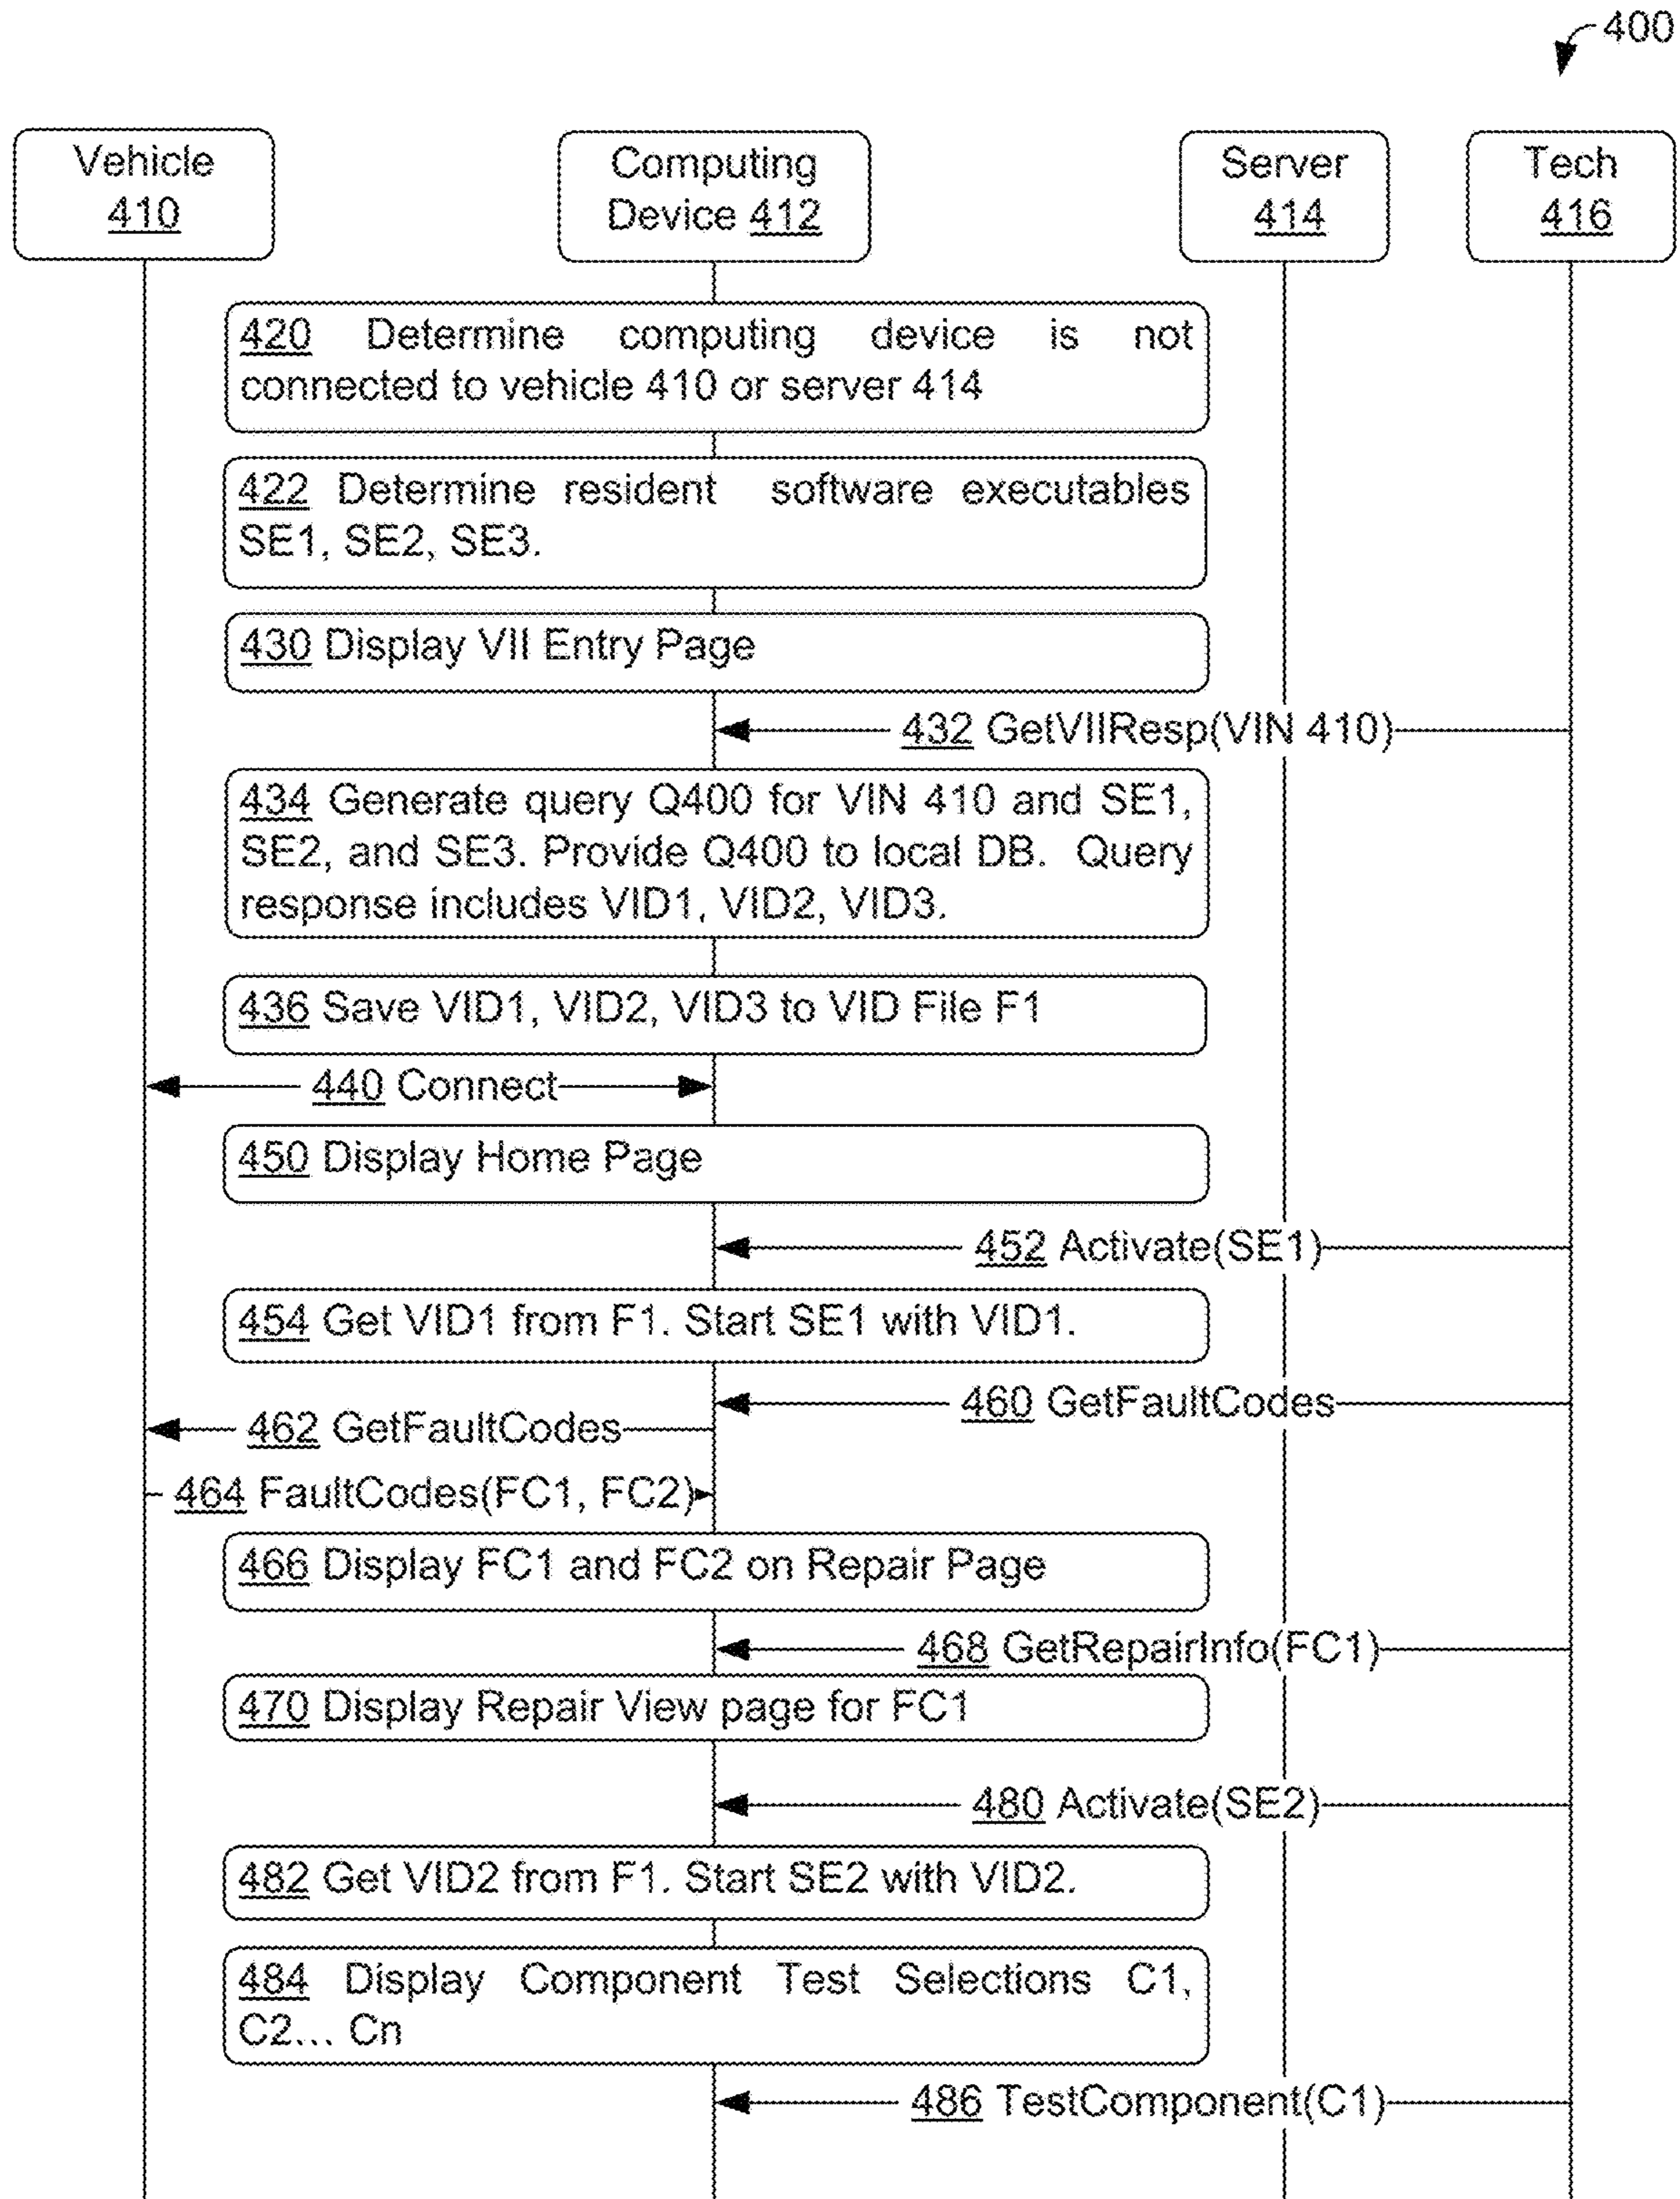 400
Vehicle
410
Computing
Device 412
Server
414
Tech
416
420 Determine computing device is not
connected to vehicle 410 or server 414
422 Determine resident software executables
SE1, SE2, SE3.
430 Display VII Entry Page
432 GetVIIResp(VIN 410)
434 Generate query Q400 for VIN 410 and SE1,
SE2, and SE3. Provide Q400 to local DB. Query
response includes VID1, VID2, VID3.
436 Save VID1, VID2, VID3 to VID File F1
440 Connect
450 Display Home Page
452 Activate(SE1)
454 Get VID1 from F1. Start SE1 with VID1.
460 GetFaultCodes
462 GetFaultCodes
464 FaultCodes(FC1, FC2)
466 Display FC1 and FC2 on Repair Page
468 GetRepairInfo(FC1)
470 Display Repair View page for FC1
480 Activate(SE2)
482 Get VID2 from F1. Start SE2 with VID2.
484 Display Component Test Selections C1,
C2... Cn
486 TestComponent(C1)